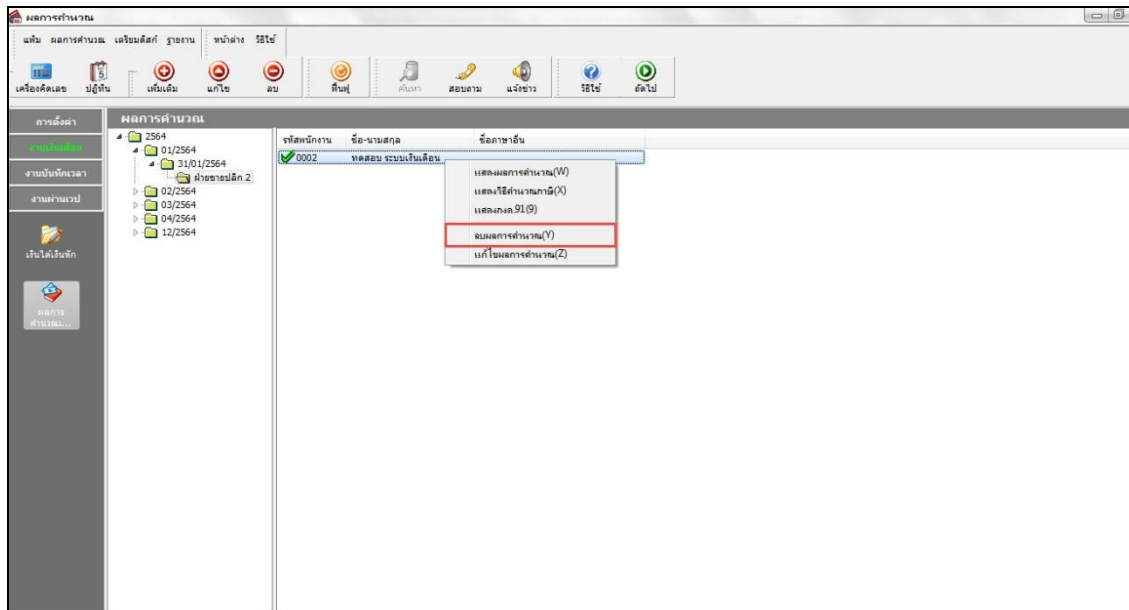 ผลการคำนวณ
แฟ้ม ผลการคำนวณ เตรียมดิสก์ รายงาน หน้าต่าง วิธีใช้
เครื่องคิดเลข ปฏิทิน เพิ่มเติม แก้ไข ลบ ฟื้นฟู ค้นหา สอบถาม แจ้งข่าว วิธีใช้ ถัดไป
การตั้งค่า
งานเงินเดือน
งานบันทึกเวลา
งานผ่านเวป
เงินได้เงินหัก
ผลการ
คำนวณ...
ผลการคำนวณ
2564
01/2564
31/01/2564
ฝ่ายขายปลีก 2
02/2564
03/2564
04/2564
12/2564
รหัสพนักงาน ชื่อ-นามสกุล ชื่อภาษาอื่น
0002 ทดสอบ ระบบเงินเดือน
แสดงผลการคำนวณ(W)
แสดงวิธีคำนวณภาษี(X)
แสดงภงด.91(9)
ลบผลการคำนวณ(Y)
แก้ไขผลการคำนวณ(Z)